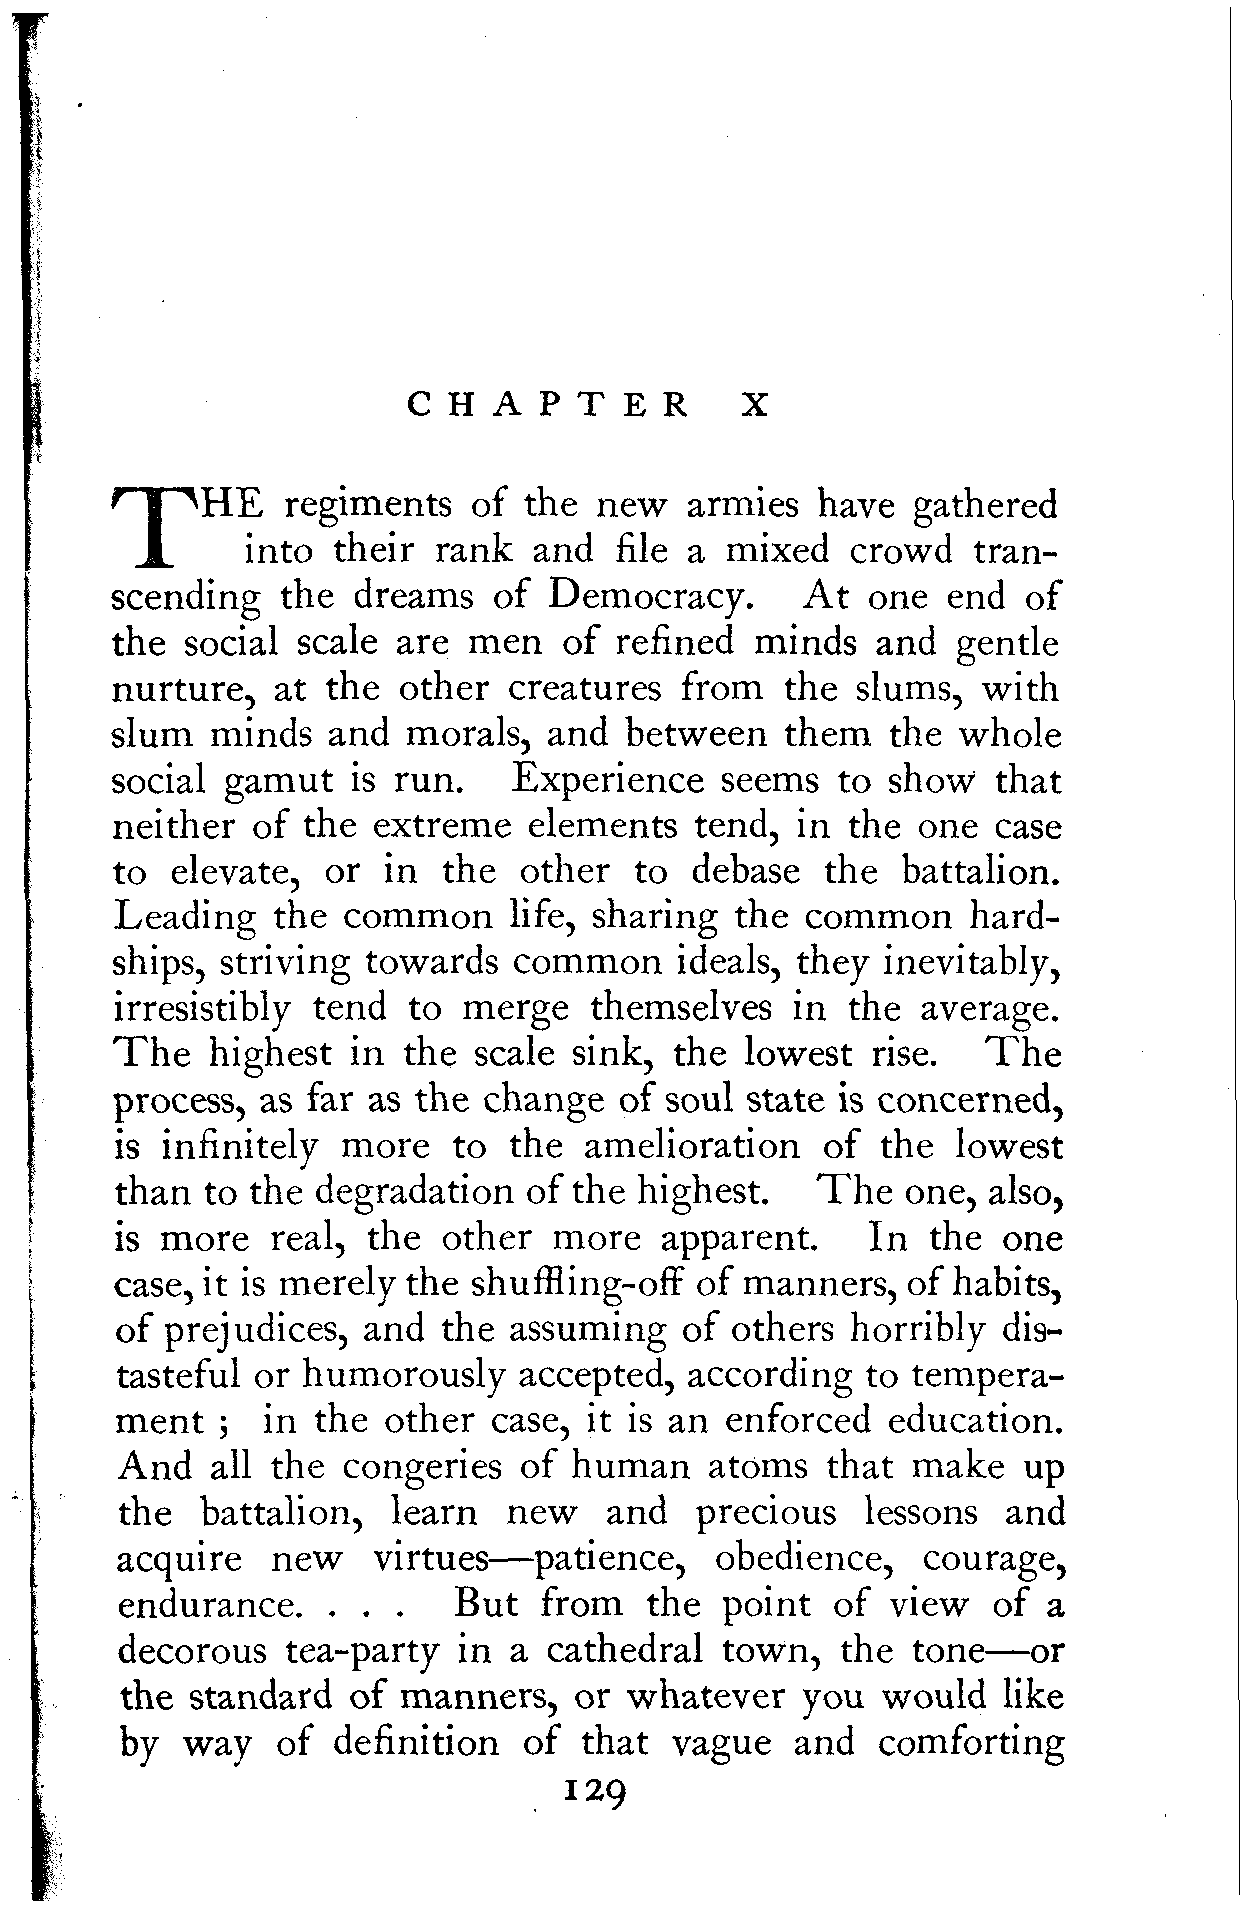 CHAPTER X
THE regiments of the new armies have gathered
into their rank and file a mixed crowd tran-
scending the dreams of Democracy. At one end of
the social scale are men of refined minds and gentle
nurture, at the other creatures from the slums, with
slum minds and morals, and between them the whole
social gamut is run. Experience seems to show that
neither of the extreme elements tend, in the one case
to elevate, or in the other to debase the battalion.
Leading the common life, sharing the common hard-
ships, striving towards common ideals, they inevitably,
irresistibly tend to merge themselves in the average.
The highest in the scale sink, the lowest rise. The
process, as far as the change of soul state is concerned,
is infinitely more to the amelioration of the lowest
than to the degradation of the highest. The one, also,
is more real, the other more apparent. In the one
case, it is merely the shuffling-off of manners, of habits,
of prejudices, and the assuming of others horribly dis-
tasteful or humorously accepted, according to tempera-
ment ; in the other case, it is an enforced education.
And all the congeries of human atoms that make up
the battalion, learn new and precious lessons and
acquire new virtues—patience, obedience, courage,
endurance. . . . But from the point of view of a
decorous tea-party in a cathedral town, the tone—or
the standard of manners, or whatever you would like
by way of definition of that vague and comforting
129